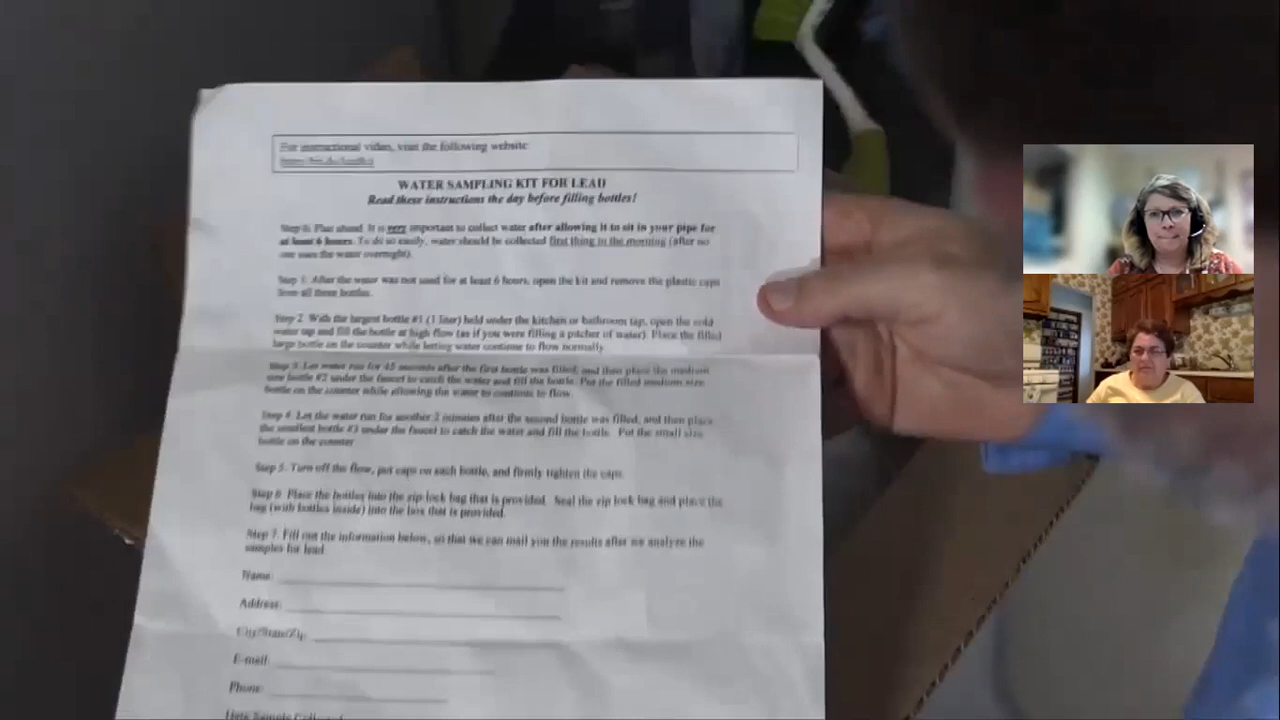 For instructional video, visit the following website
WATER SAMPLING KIT FOR LEAD
Read these instructions the day before filling bottles!
Step 0. Plan ahead. It is very important to collect water after allowing it to sit in your pipe for
at least 6 hours. To do so easily, water should be collected first thing in the morning (after no
one uses the water overnight).
Step 1. After the water was not used for at least 6 hours, open the kit and remove the plastic caps
from all three bottles.
Step 2. With the largest bottle #1 (1 liter) held under the kitchen or bathroom tap, open the cold
water tap and fill the bottle at high flow (as if you were filling a pitcher of water). Place the filled
large bottle on the counter while letting water continue to flow normally.
Step 3. Let water run for 45 seconds after the first bottle was filled, and then place the medium
size bottle #2 under the faucet to catch the water and fill the bottle. Put the filled medium size
bottle on the counter while allowing the water to continue to flow.
Step 4. Let the water run for another 2 minutes after the second bottle was filled, and then place
the smallest bottle #3 under the faucet to catch the water and fill the bottle. Put the small size
bottle on the counter
Step 5. Turn off the flow, put caps on each bottle, and firmly tighten the caps.
Step 6. Place the bottles into the zip lock bag that is provided. Seal the zip lock bag and place the
bag (with bottles inside) into the box that is provided.
Step 7. Fill out the information below, so that we can mail you the results after we analyze the
samples for lead
Name:
Address:
City/State/Zip:
E-mail:
Phone:
Date Sample Collected: